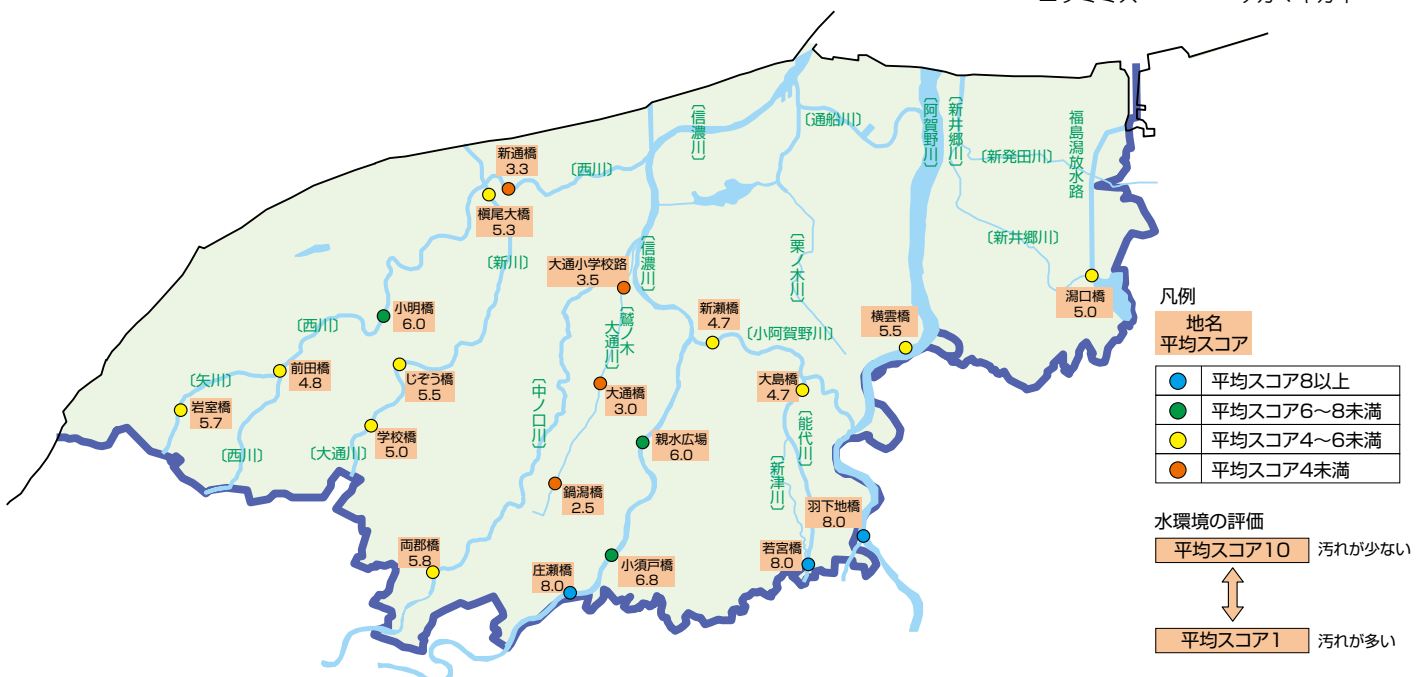 新通橋
3.3
槇尾大橋
5.3
〔西川〕
〔信濃川〕
〔通船川〕
〔阿賀野川〕
〔新井郷川〕
〔新発田川〕
福島潟放水路
〔新井郷川〕
潟口橋
5.0
〔新川〕
大通小学校路
3.5
〔信濃川〕
〔栗ノ木川〕
小明橋
6.0
〔西川〕
〔鷲ノ木
大通川〕
新瀬橋
4.7
〔小阿賀野川〕
横雲橋
5.5
〔矢川〕
前田橋
4.8
じぞう橋
5.5
大通橋
3.0
大島橋
4.7
岩室橋
5.7
〔西川〕
〔大通川〕
学校橋
5.0
〔中ノ口川〕
親水広場
6.0
〔能代川〕
〔新津川〕
鍋潟橋
2.5
羽下地橋
8.0
両郡橋
5.8
庄瀬橋
8.0
小須戸橋
6.8
若宮橋
8.0
凡例
地名
平均スコア
平均スコア8以上
平均スコア6〜8未満
平均スコア4〜6未満
平均スコア4未満
水環境の評価
平均スコア10 汚れが少ない
平均スコア1 汚れが多い